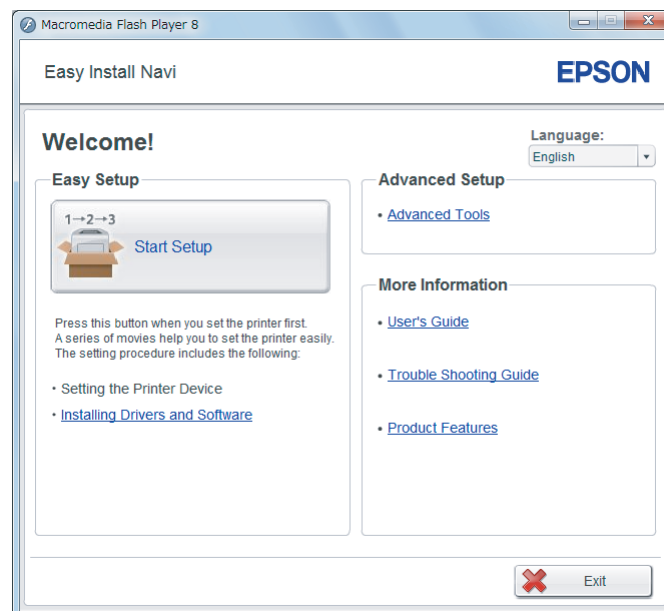 Macromedia Flash Player 8
Easy Install Navi
EPSON
Welcome!
Language:
English
Easy Setup
1→2→3
Start Setup
Press this button when you set the printer first.
A series of movies help you to set the printer easily.
The setting procedure includes the following:
• Setting the Printer Device
• Installing Drivers and Software
Advanced Setup
• Advanced Tools
More Information
• User's Guide
• Trouble Shooting Guide
• Product Features
Exit